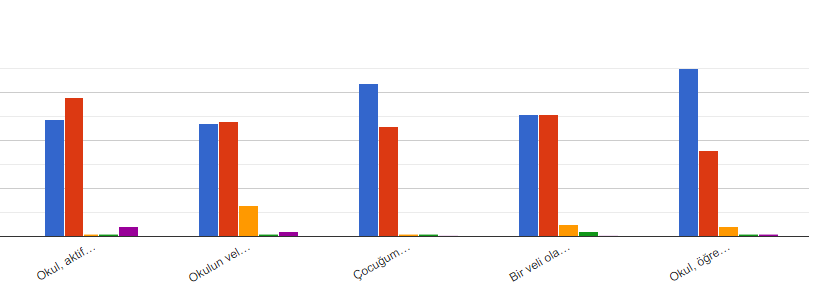 Okul, aktif…
Okulun vel…
Çocuğum…
Bir veli ola…
Okul, öğre…